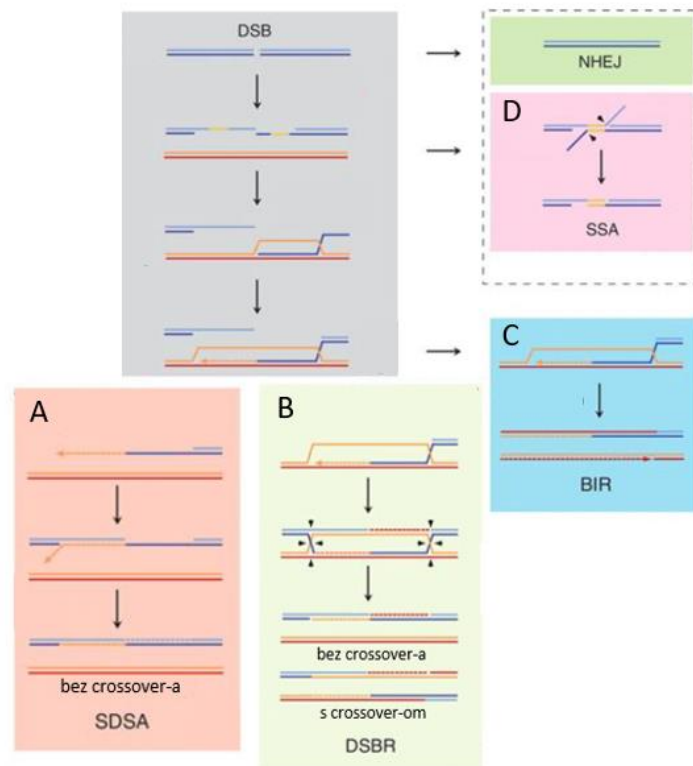 DSB
NHEJ
D
SSA
C
BIR
A
bez crossover-a
SDSA
B
bez crossover-a
s crossover-om
DSBR